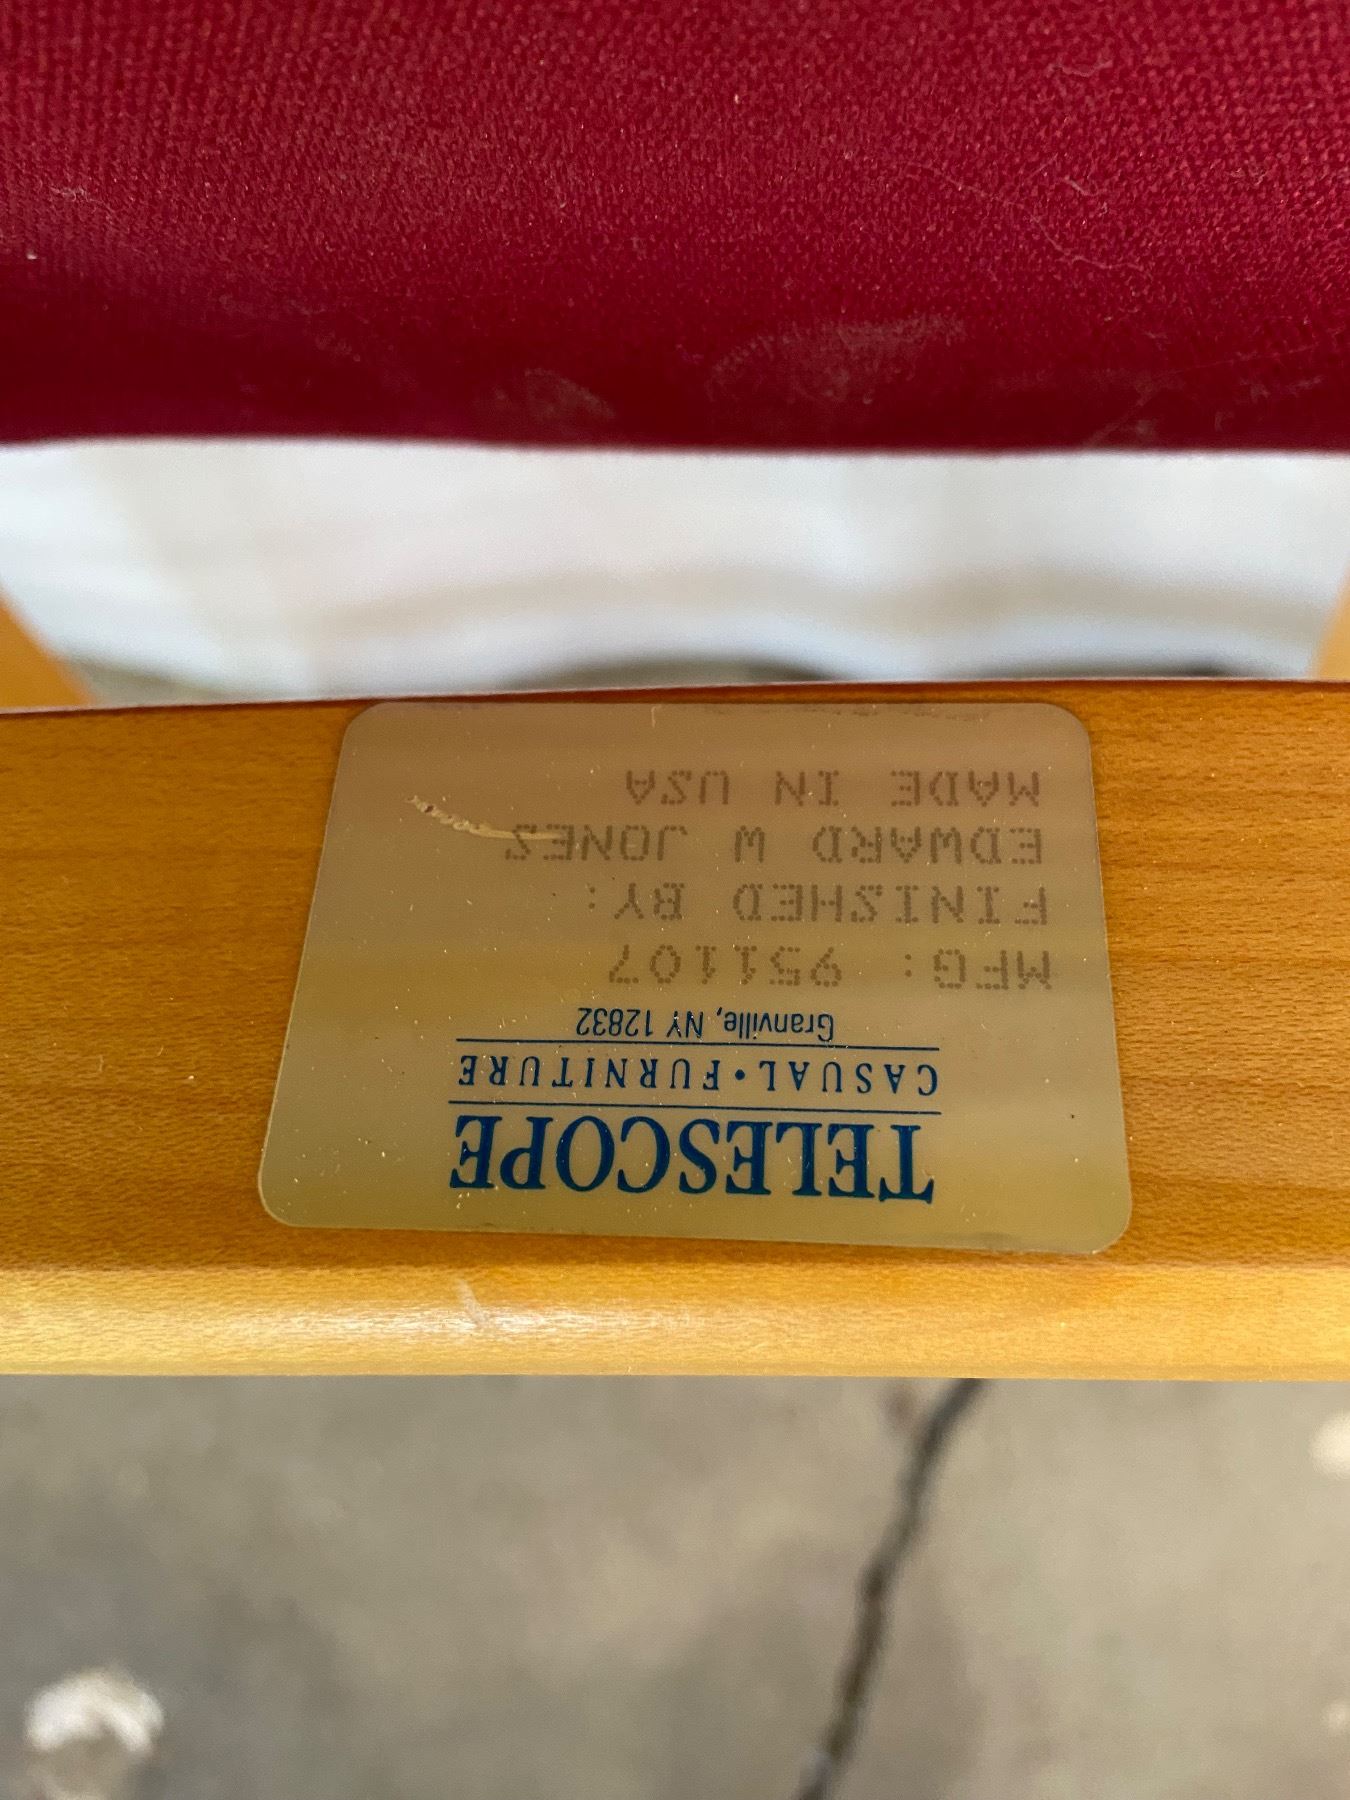 TELESCOPE
CASUAL • FURNITURE
Granville, NY 12832
MFG: 951107
FINISHED BY:
EDWARD W JONES
MADE IN USA